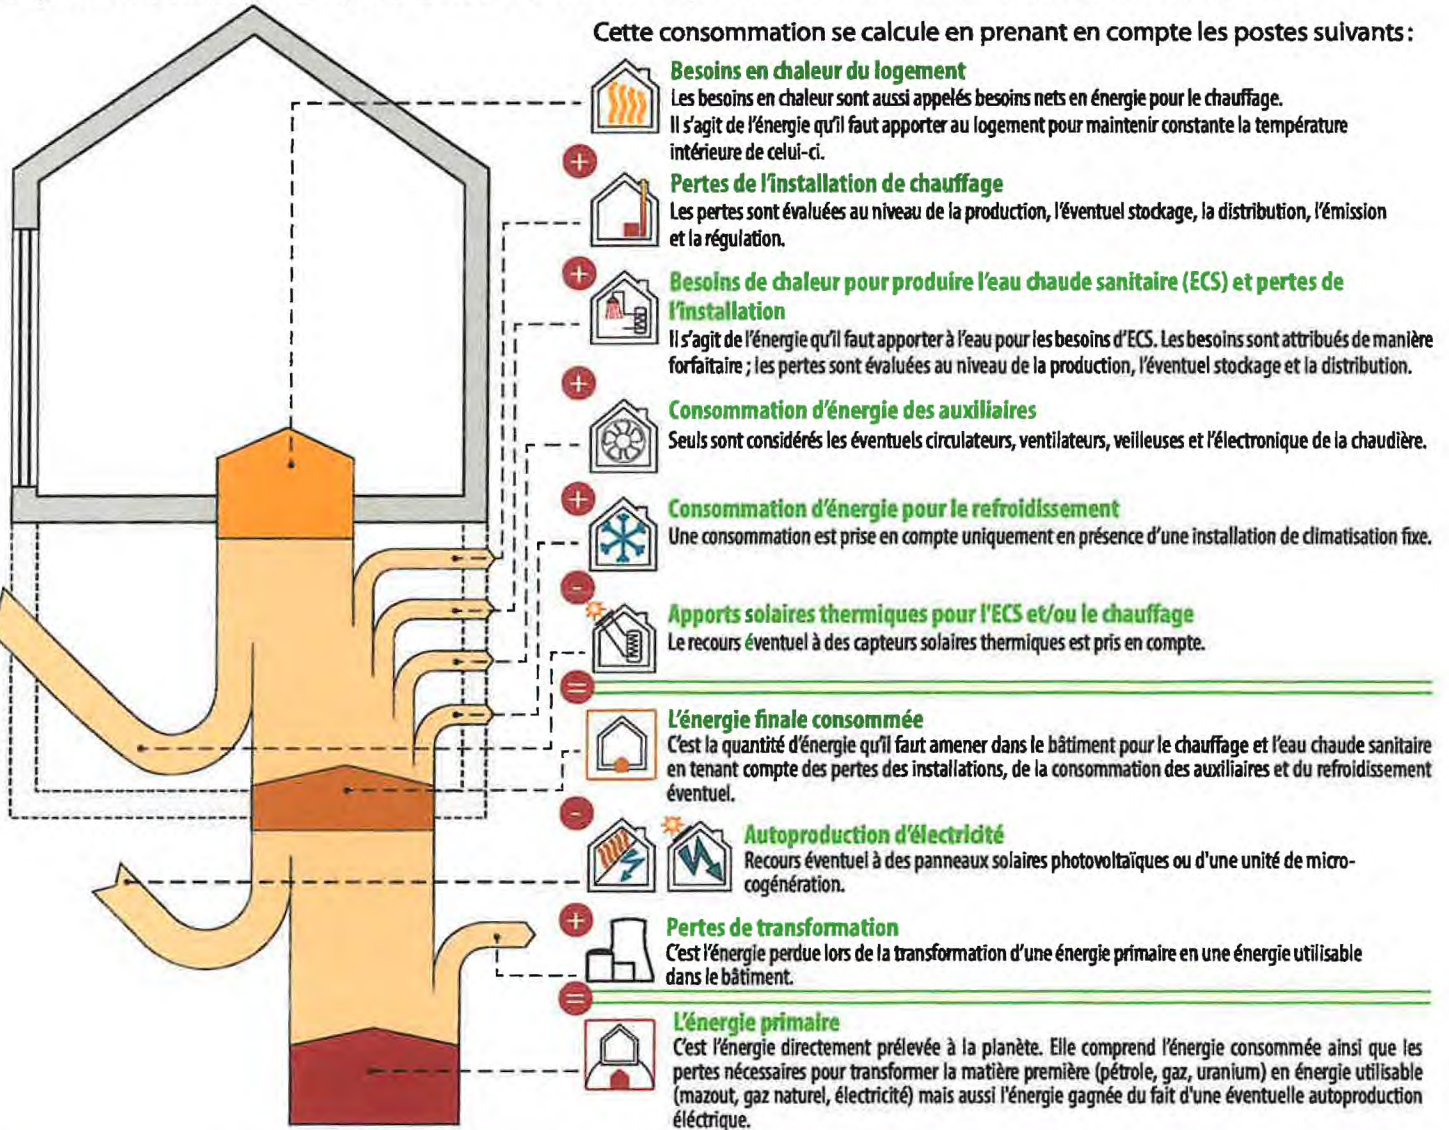 Cette consommation se calcule en prenant en compte les postes suivants :
Besoins en chaleur du logement
Les besoins en chaleur sont aussi appelés besoins nets en énergie pour le chauffage.
Il s'agit de l'énergie qu'il faut apporter au logement pour maintenir constante la température
intérieure de celui-ci.
+
Pertes de l'installation de chauffage
Les pertes sont évaluées au niveau de la production, l'éventuel stockage, la distribution, l'émission
et la régulation.
+
Besoins de chaleur pour produire l'eau chaude sanitaire (ECS) et pertes de
l'installation
Il s'agit de l'énergie qu'il faut apporter à l'eau pour les besoins d'ECS. Les besoins sont attribués de manière
forfaitaire ; les pertes sont évaluées au niveau de la production, l'éventuel stockage et la distribution.
+
Consommation d'énergie des auxiliaires
Seuls sont considérés les éventuels circulateurs, ventilateurs, veilleuses et l'électronique de la chaudière.
+
Consommation d'énergie pour le refroidissement
Une consommation est prise en compte uniquement en présence d'une installation de climatisation fixe.
-
Apports solaires thermiques pour l'ECS et/ou le chauffage
Le recours éventuel à des capteurs solaires thermiques est pris en compte.
=
L'énergie finale consommée
C'est la quantité d'énergie qu'il faut amener dans le bâtiment pour le chauffage et l'eau chaude sanitaire
en tenant compte des pertes des installations, de la consommation des auxiliaires et du refroidissement
éventuel.
-
Autoproduction d'électricité
Recours éventuel à des panneaux solaires photovoltaïques ou d'une unité de micro-
cogénération.
+
Pertes de transformation
C'est l'énergie perdue lors de la transformation d'une énergie primaire en une énergie utilisable
dans le bâtiment.
=
L'énergie primaire
C'est l'énergie directement prélevée à la planète. Elle comprend l'énergie consommée ainsi que les
pertes nécessaires pour transformer la matière première (pétrole, gaz, uranium) en énergie utilisable
(mazout, gaz naturel, électricité) mais aussi l'énergie gagnée du fait d'une éventuelle autoproduction
éléctrique.